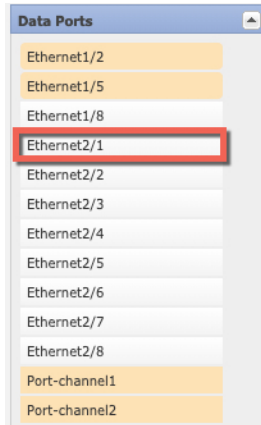 Data Ports
Ethernet1/2
Ethernet1/5
Ethernet1/8
Ethernet2/1
Ethernet2/2
Ethernet2/3
Ethernet2/4
Ethernet2/5
Ethernet2/6
Ethernet2/7
Ethernet2/8
Port-channel1
Port-channel2